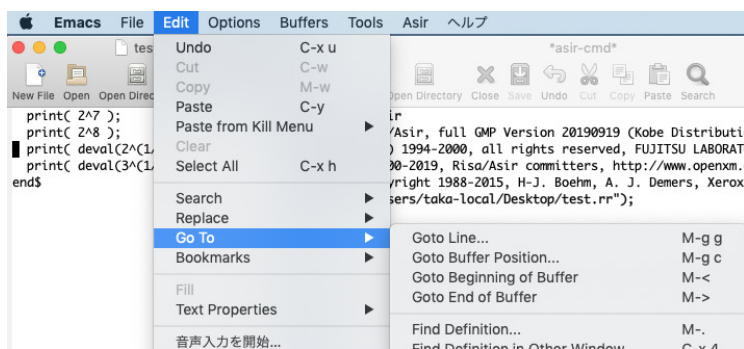 Emacs File Edit Options Buffers Tools Asir ヘルプ
tes
*asir-cmd*
New File Open Open Direc
Open Directory Close Save Undo Cut Copy Paste Search
print( 2^7 );
print( 2^8 );
print( deval(2^(1/
print( deval(3^(1/
end$
Undo C-x u
Cut C-w
Copy M-w
Paste C-y
Paste from Kill Menu
Clear
Select All C-x h
Search
Replace
Go To
Bookmarks
Fill
Text Properties
音声入力を開始...
ir
/Asir, full GMP Version 20190919 (Kobe Distributi
) 1994-2000, all rights reserved, FUJITSU LABORAT
00-2019, Risa/Asir committers, http://www.openxm.
yright 1988-2015, H-J. Boehm, A. J. Demers, Xerox
sers/taka-local/Desktop/test.rr");
Goto Line... M-g g
Goto Buffer Position... M-g c
Goto Beginning of Buffer M-<
Goto End of Buffer M->
Find Definition... M-.
Find Definition in Other Window C-x 4